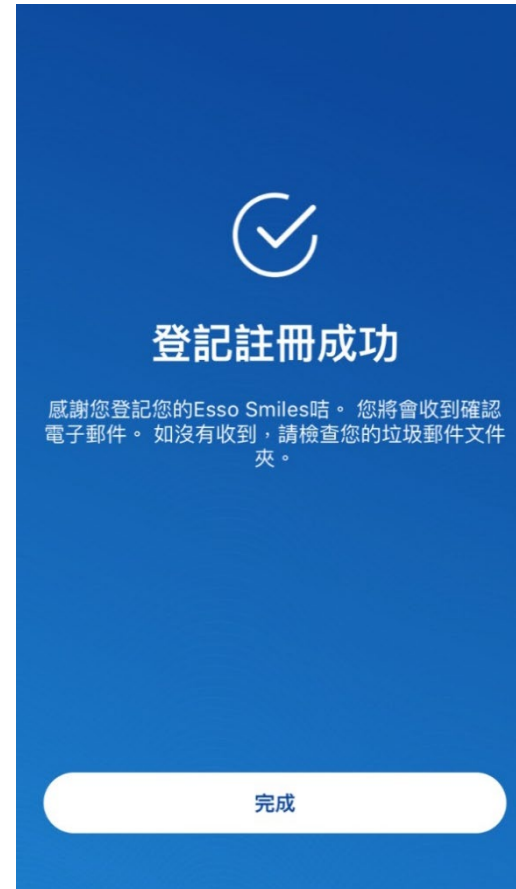 登記註冊成功
感謝您登記您的Esso Smiles咭。 您將會收到確認
電子郵件。 如沒有收到，請檢查您的垃圾郵件文件
夾。
完成